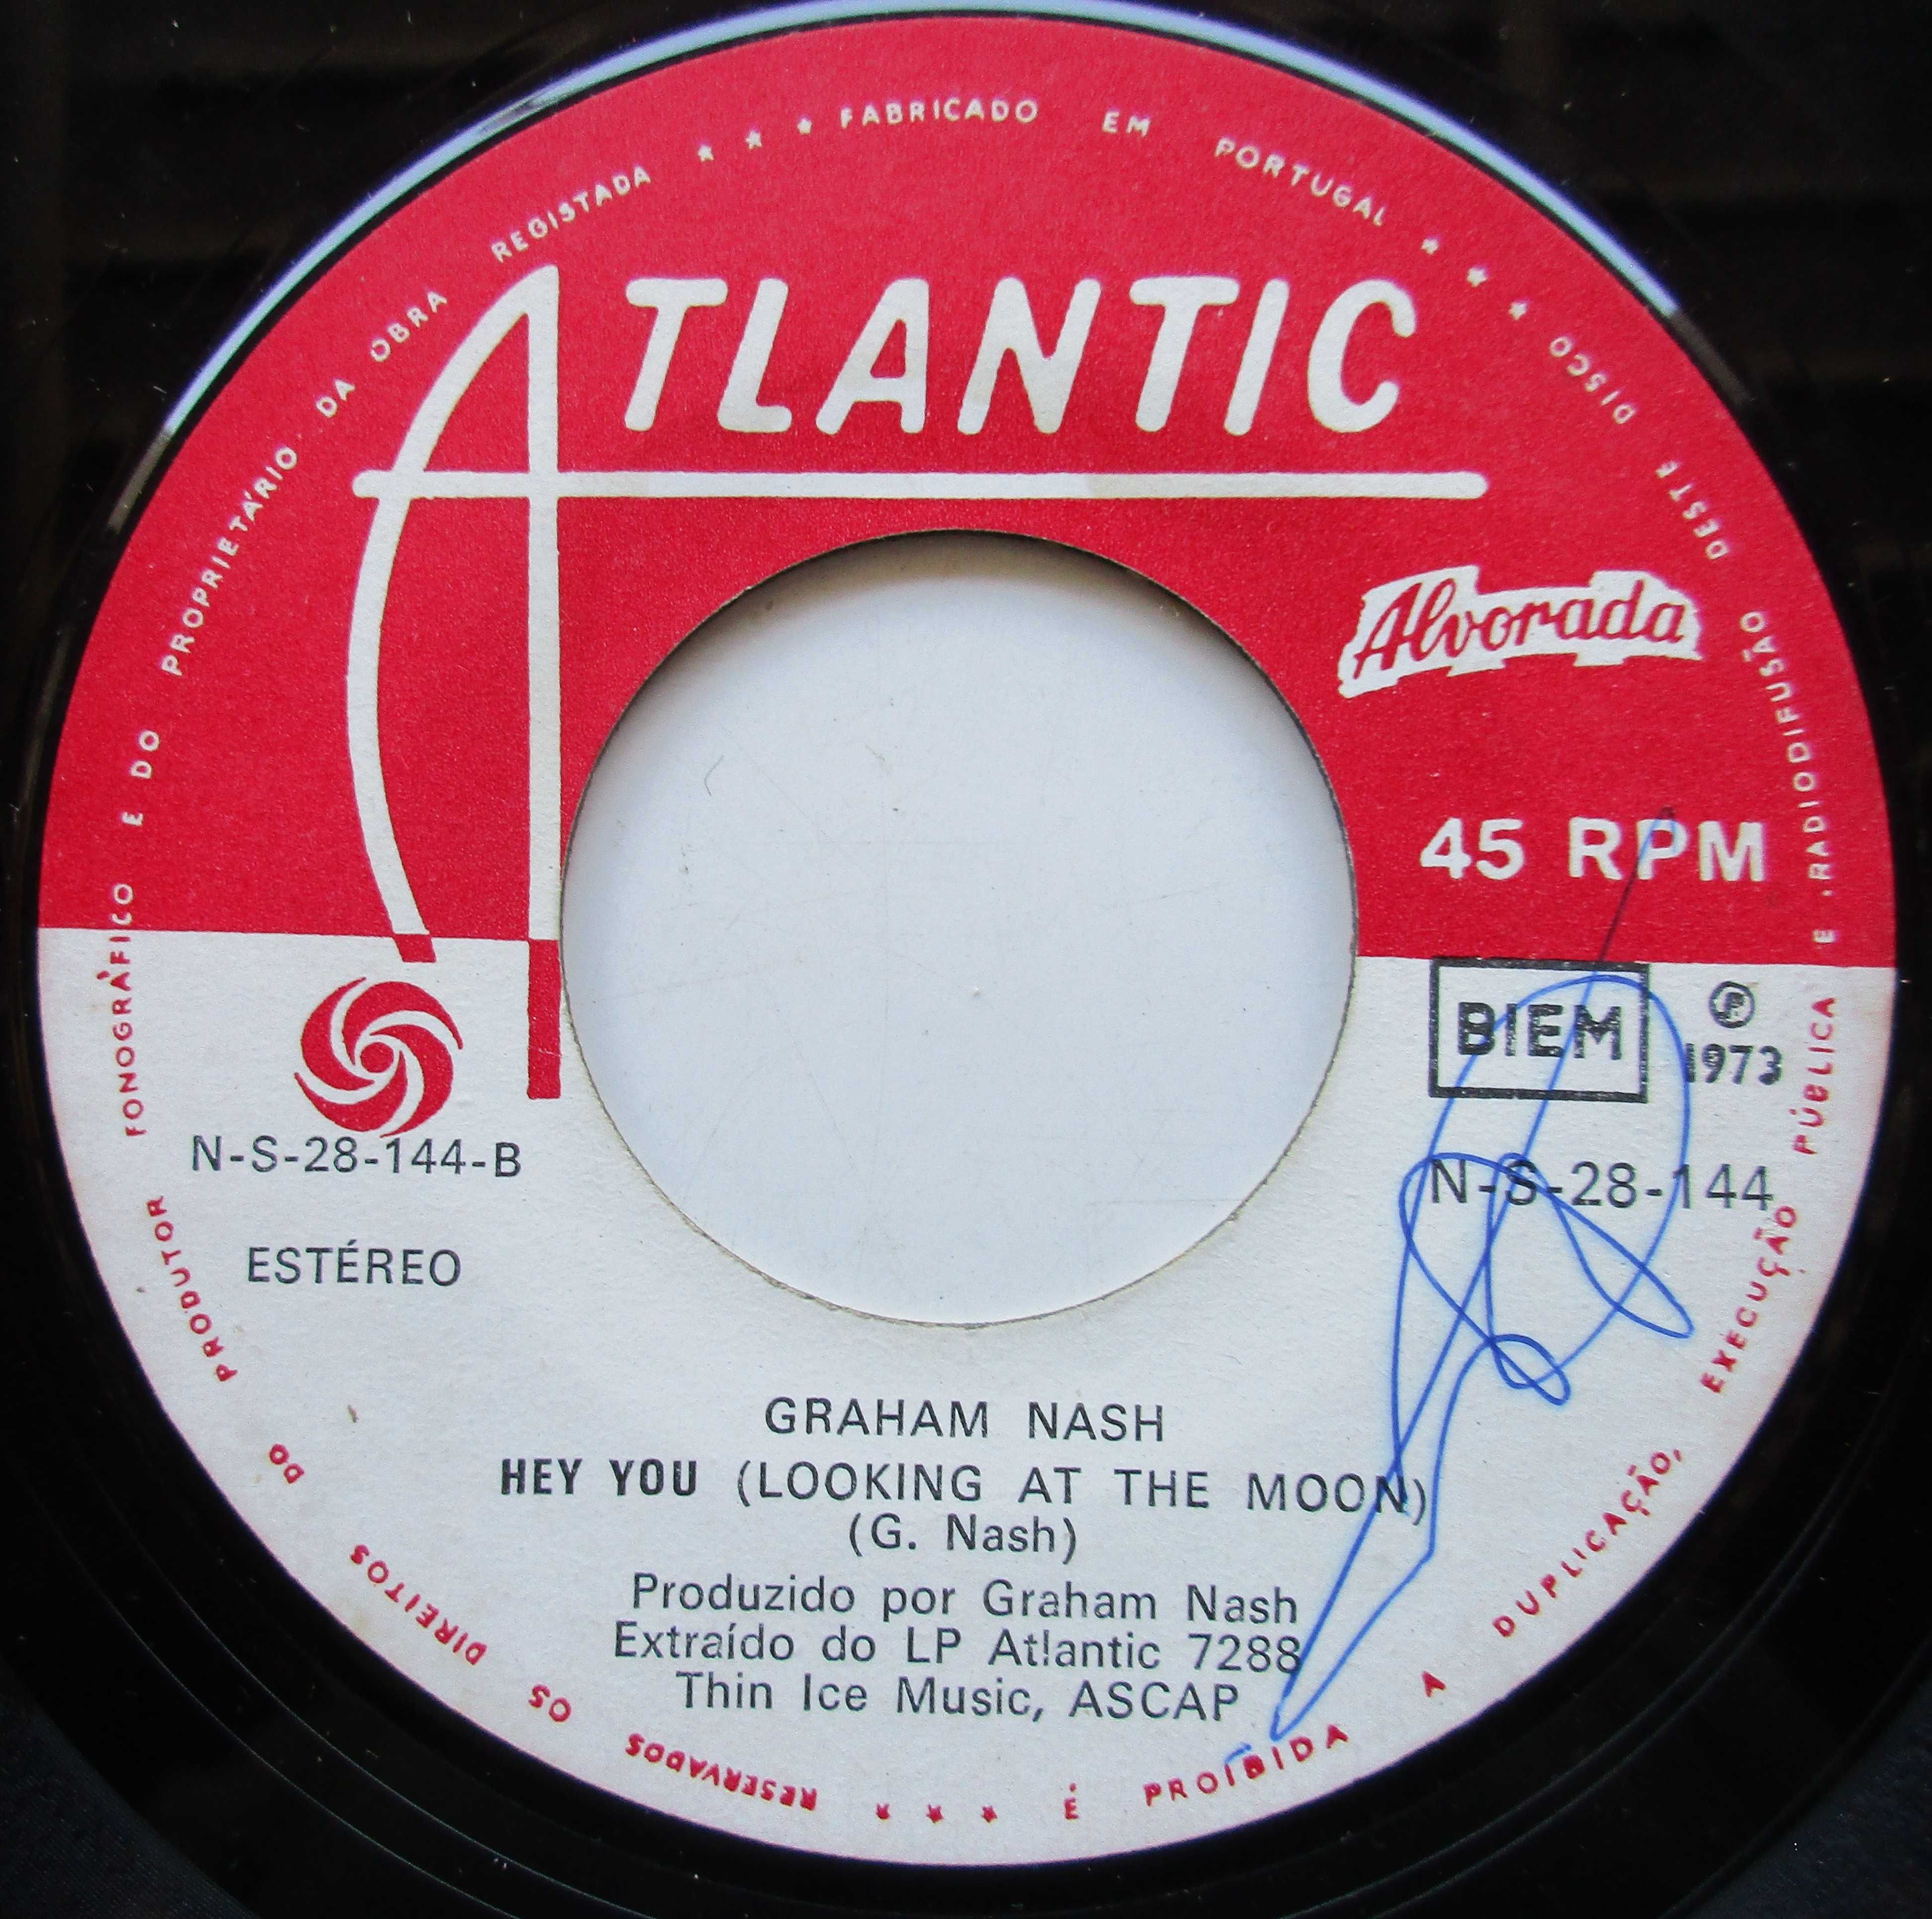 RESERVADOS OS DIREITOS DO PRODUTOR FONOGRÁFICO E DO PROPRIETÁRIO DA OBRA REGISTADA * * * FABRICADO EM PORTUGAL * * * É PROÍBIDA A DUPLICAÇÃO, EXECUÇÃO PÚBLICA E RADIODIFUSÃO DESTE DISCO * * *
ATLANTIC
Alvorada
45 RPM
BIEM
Ⓟ
1973
N-S-28-144-B
N-S-28-144
ESTÉREO
GRAHAM NASH
HEY YOU (LOOKING AT THE MOON)
(G. Nash)
Produzido por Graham Nash
Extraído do LP Atlantic 7288
Thin Ice Music, ASCAP